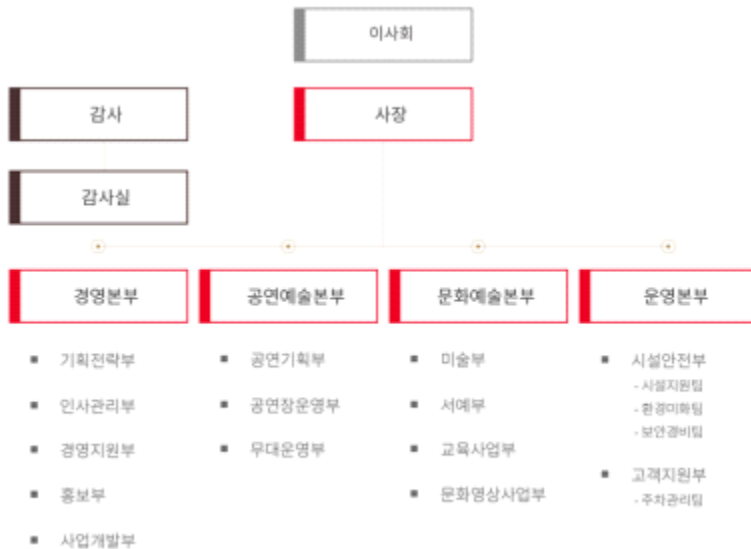 이사회
감사
사장
감사실
경영본부
공연예술본부
문화예술본부
운영본부
기획전략부
인사관리부
경영지원부
홍보부
사업개발부
공연기획부
공연장운영부
무대운영부
미술부
서예부
교육사업부
문화영상사업부
시설안전부
- 시설지원팀
- 환경미화팀
- 보안경비팀
고객지원부
- 주차관리팀